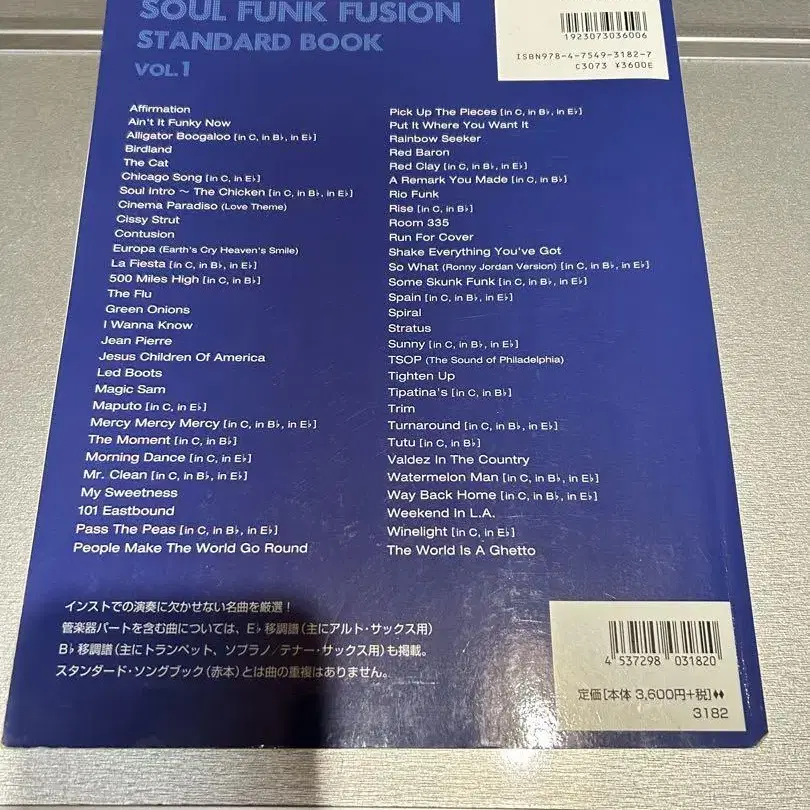 SOUL FUNK FUSION
STANDARD BOOK
VOL.1
1923073036006
ISBN978-4-7549-3182-7
C3073 ¥3600E
Affirmation
Ain't It Funky Now
Alligator Boogaloo [in C, in B♭, in E♭]
Birdland
The Cat
Chicago Song [in C, in E♭]
Soul Intro ～ The Chicken [in C, in B♭, in E♭]
Cinema Paradiso (Love Theme)
Cissy Strut
Contusion
Europa (Earth's Cry Heaven's Smile)
La Fiesta [in C, in B♭, in E♭]
500 Miles High [in C, in B♭]
The Flu
Green Onions
I Wanna Know
Jean Pierre
Jesus Children Of America
Led Boots
Magic Sam
Maputo [in C, in E♭]
Mercy Mercy Mercy [in C, in B♭, in E♭]
The Moment [in C, in B♭]
Morning Dance [in C, in E♭]
Mr. Clean [in C, in B♭, in E♭]
My Sweetness
101 Eastbound
Pass The Peas [in C, in B♭, in E♭]
People Make The World Go Round
Pick Up The Pieces [in C, in B♭, in E♭]
Put It Where You Want It
Rainbow Seeker
Red Baron
Red Clay [in C, in B♭, in E♭]
A Remark You Made [in C, in B♭]
Rio Funk
Rise [in C, in B♭]
Room 335
Run For Cover
Shake Everything You've Got
So What (Ronny Jordan Version) [in C, in B♭, in E♭]
Some Skunk Funk [in C, in B♭, in E♭]
Spain [in C, in B♭, in E♭]
Spiral
Stratus
Sunny [in C, in B♭, in E♭]
TSOP (The Sound of Philadelphia)
Tighten Up
Tipatina's [in C, in B♭]
Trim
Turnaround [in C, in B♭, in E♭]
Tutu [in C, in B♭]
Valdez In The Country
Watermelon Man [in C, in B♭, in E♭]
Way Back Home [in C, in B♭, in E♭]
Weekend In L.A.
Winelight [in C, in E♭]
The World Is A Ghetto
インストでの演奏に欠かせない名曲を厳選！
管楽器パートを含む曲については、E♭移調譜（主にアルト・サックス用）
B♭移調譜（主にトランペット、ソプラノ／テナー・サックス用）も掲載。
スタンダード・ソングブック（赤本）とは曲の重複はありません。
4 537298 031820
定価[本体 3,600円+税]♦♦
3182